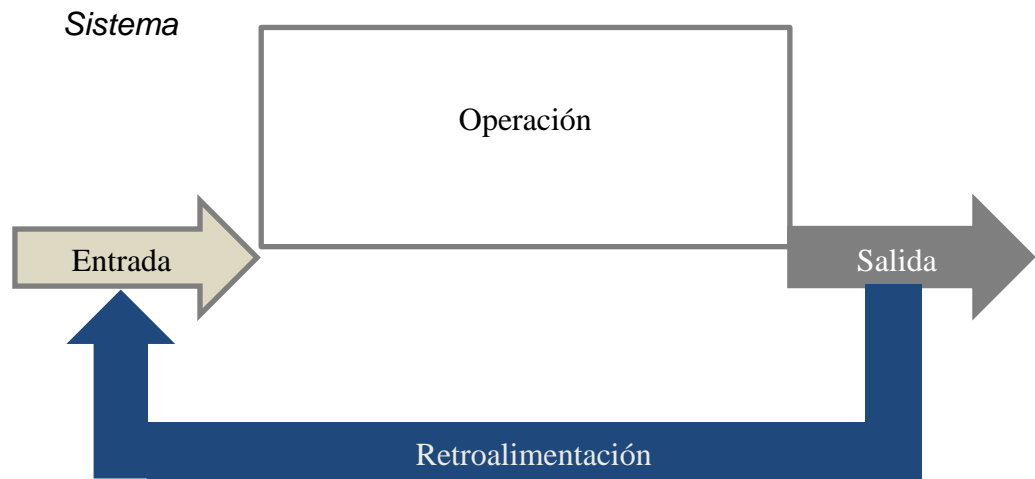 Sistema
Operación
Entrada
Salida
Retroalimentación